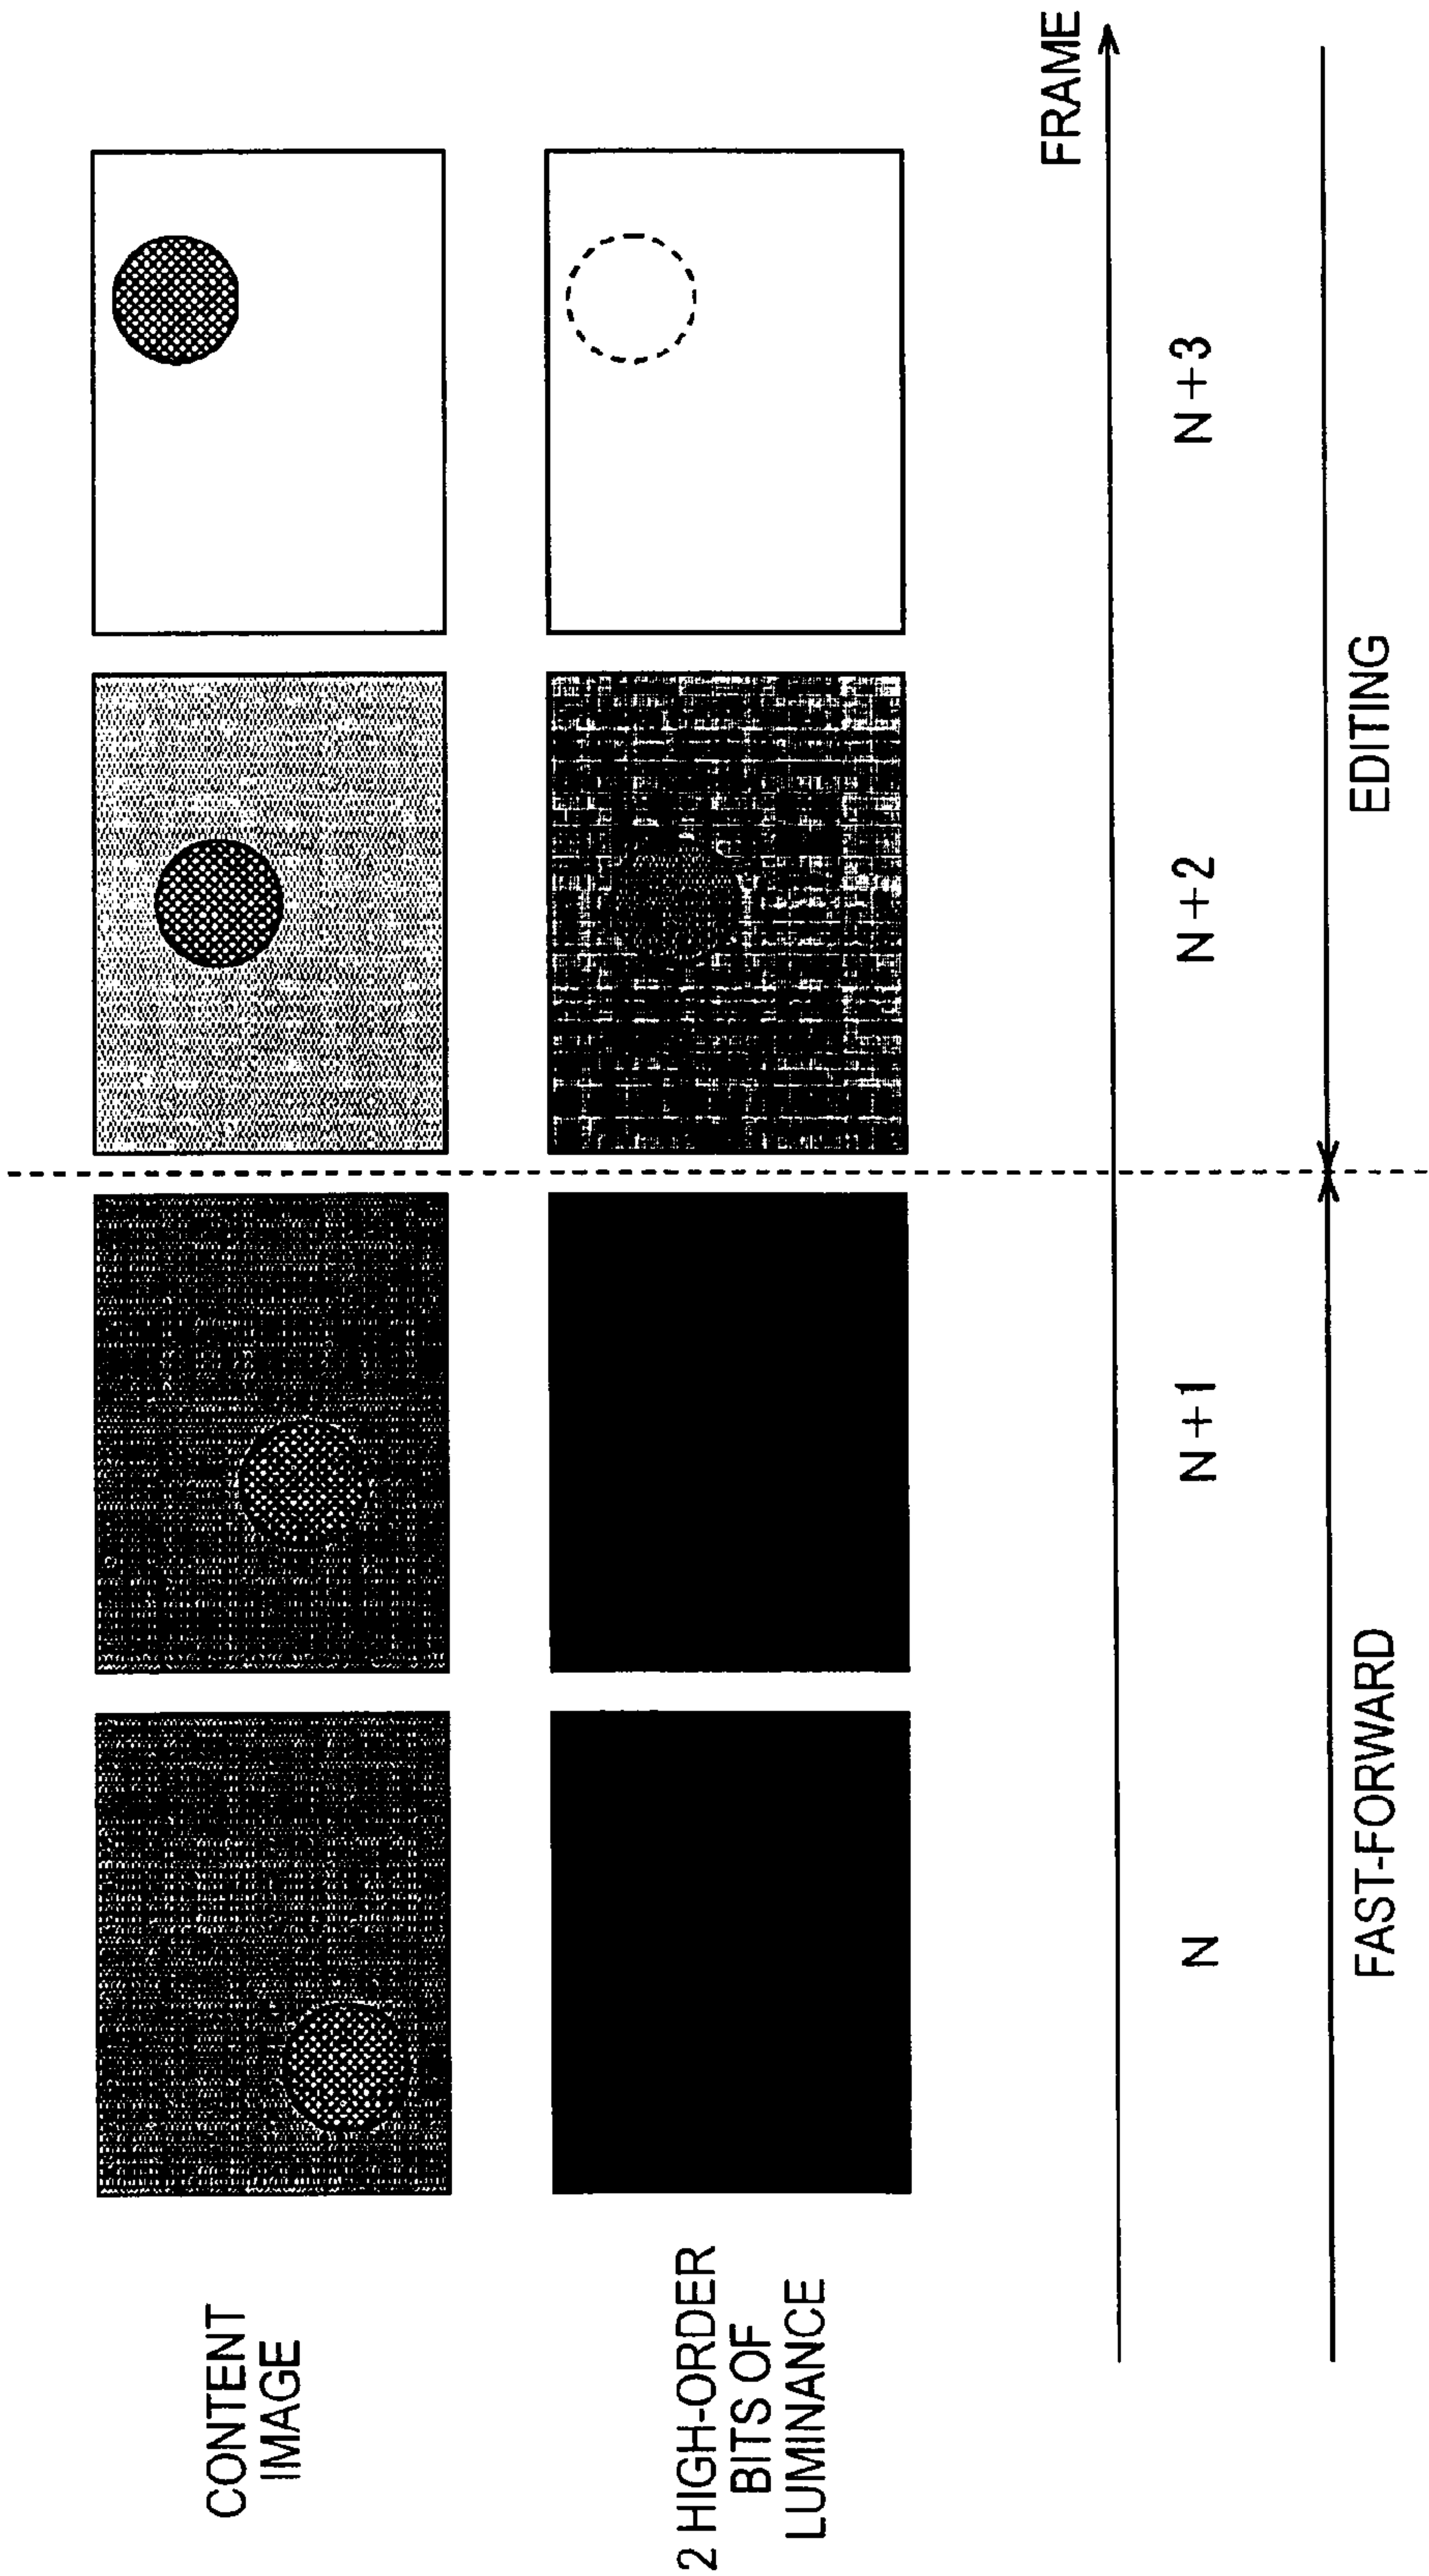 CONTENT
IMAGE
2 HIGH-ORDER
BITS OF
LUMINANCE
FRAME
N
N+1
N+2
N+3
FAST-FORWARD
EDITING